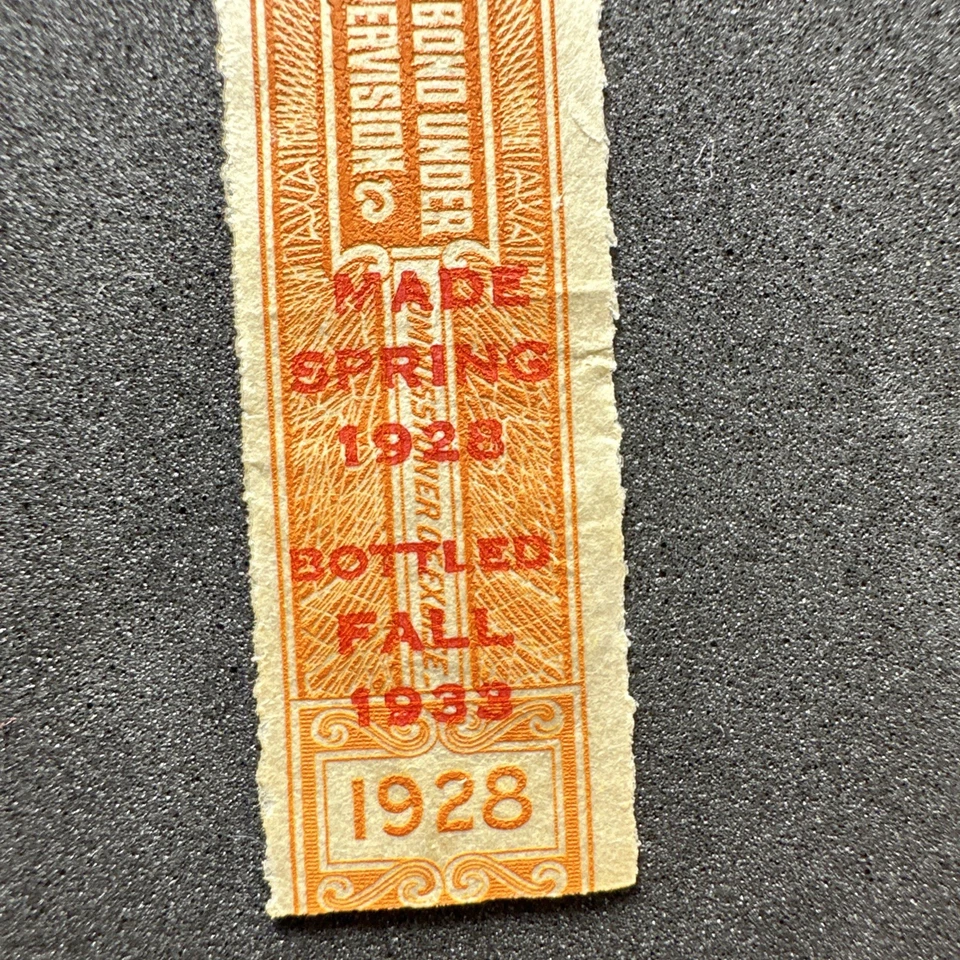 BOND UNDER
ERVISION
MADE
SPRING
1928
BOTTLED
FALL
1933
1928